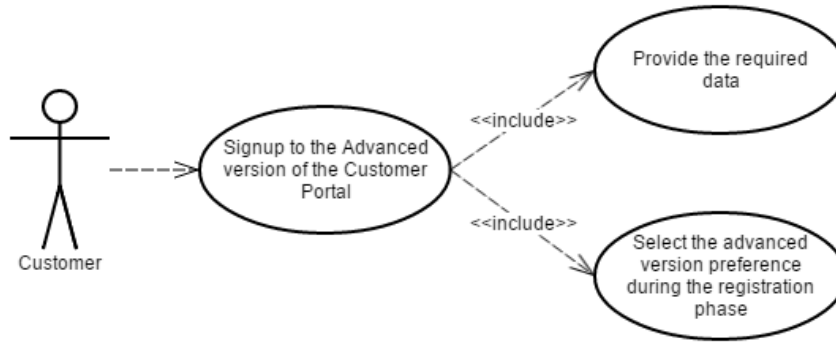 Customer
Signup to the Advanced
version of the Customer
Portal
<<include>>
Provide the required
data
<<include>>
Select the advanced
version preference
during the registration
phase